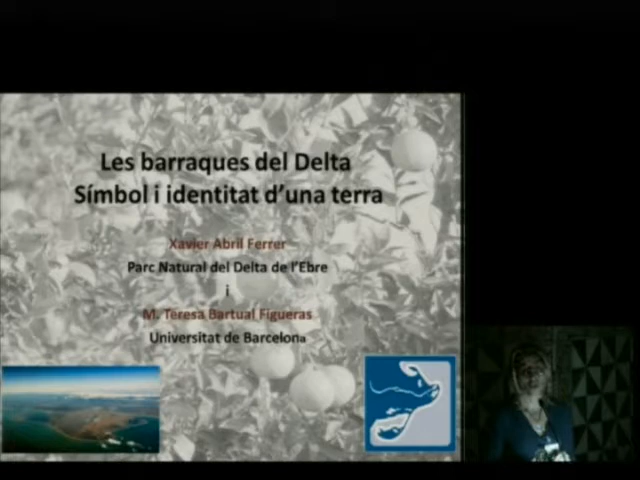 Les barraques del Delta
Símbol i identitat d'una terra
Xavier Abril Ferrer
Parc Natural del Delta de l'Ebre
i
M. Teresa Bartual Figueras
Universitat de Barcelona